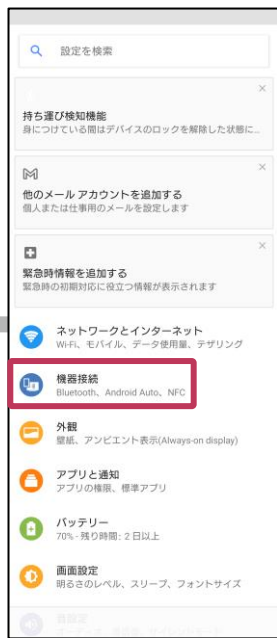 設定を検索
持ち運び検知機能
身につけている間はデバイスのロックを解除した状態に...
他のメール アカウントを追加する
個人または仕事用のメールを設定します
緊急時情報を追加する
緊急時の初期対応に役立つ情報が表示されます
ネットワークとインターネット
Wi-Fi、モバイル、データ使用量、テザリング
機器接続
Bluetooth、Android Auto、NFC
外観
壁紙、アンビエント表示(Always-on display)
アプリと通知
アプリの権限、標準アプリ
バッテリー
70% - 残り時間: 2 日以上
画面設定
明るさのレベル、スリープ、フォントサイズ
音設定